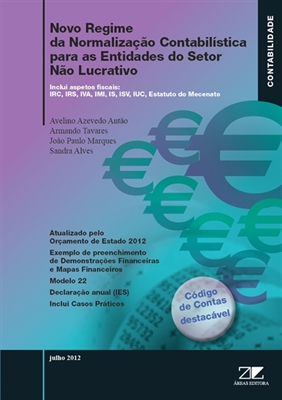 CONTABILIDADE
Novo Regime
da Normalização Contabilística
para as Entidades do Setor
Não Lucrativo
Inclui aspetos fiscais:
IRC, IRS, IVA, IMI, IS, ISV, IUC, Estatuto do Mecenato
Avelino Azevedo Antão
Armando Tavares
João Paulo Marques
Sandra Alves
Atualizado pelo
Orçamento de Estado 2012
Exemplo de preenchimento
de Demonstrações Financeiras
e Mapas Financeiros
Modelo 22
Declaração anual (IES)
Inclui Casos Práticos
Código
de Contas
destacável
julho 2012
ÁREAS EDITORA